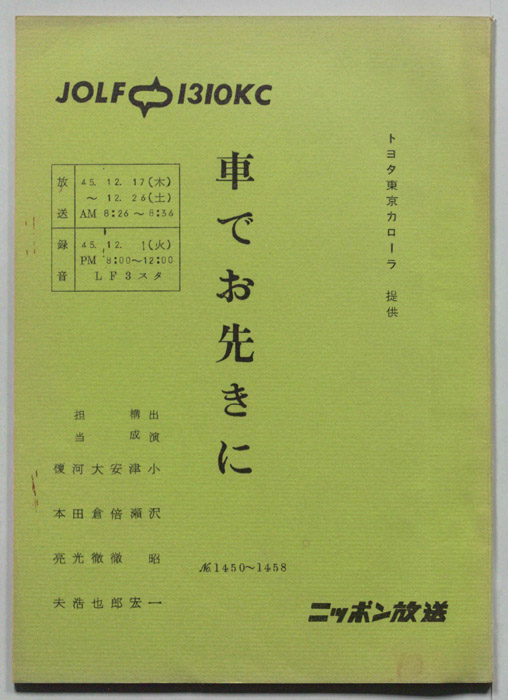 JOLF 1310KC
トヨタ東京カローラ 提供
車でお先きに
放送 45. 12. 17(木)
～ 12. 26(土)
AM 8:26～8:36
録音 45. 12. 1(火)
PM 8:00～12:00
LF3スタ
出演 小沢昭一
構成 津瀬宏
安倍徹郎
大倉徹也
担当 河田光浩
榎本亮夫
№1450～1458
ニッポン放送